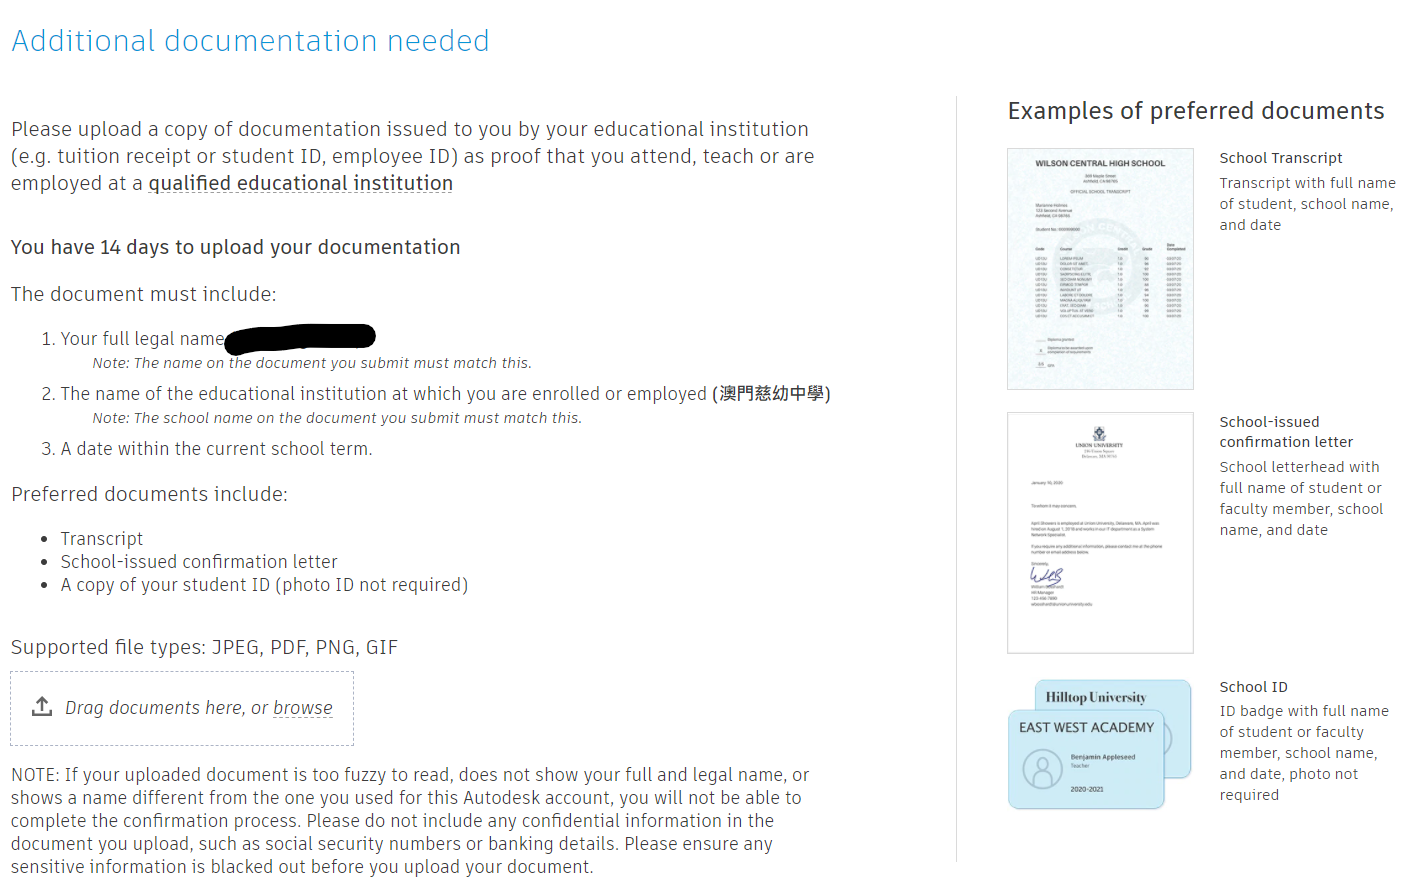 Additional documentation needed
Please upload a copy of documentation issued to you by your educational institution
(e.g. tuition receipt or student ID, employee ID) as proof that you attend, teach or are
employed at a qualified educational institution
You have 14 days to upload your documentation
The document must include:
1. Your full legal name
Note: The name on the document you submit must match this.
2. The name of the educational institution at which you are enrolled or employed (澳門慈幼中學)
Note: The school name on the document you submit must match this.
3. A date within the current school term.
Preferred documents include:
• Transcript
• School-issued confirmation letter
• A copy of your student ID (photo ID not required)
Supported file types: JPEG, PDF, PNG, GIF
Drag documents here, or browse
NOTE: If your uploaded document is too fuzzy to read, does not show your full and legal name, or
shows a name different from the one you used for this Autodesk account, you will not be able to
complete the confirmation process. Please do not include any confidential information in the
document you upload, such as social security numbers or banking details. Please ensure any
sensitive information is blacked out before you upload your document.
Examples of preferred documents
WILSON CENTRAL HIGH SCHOOL
OFFICIAL SCHOOL TRANSCRIPT
School Transcript
Transcript with full name
of student, school name,
and date
UNION UNIVERSITY
January 10, 2020
To whom it may concern,
Sincerely,
HR Manager
School-issued
confirmation letter
School letterhead with
full name of student or
faculty member, school
name, and date
Hilltop University
EAST WEST ACADEMY
Benjamin Appleseed
Teacher
2020-2021
School ID
ID badge with full name
of student or faculty
member, school name,
and date, photo not
required